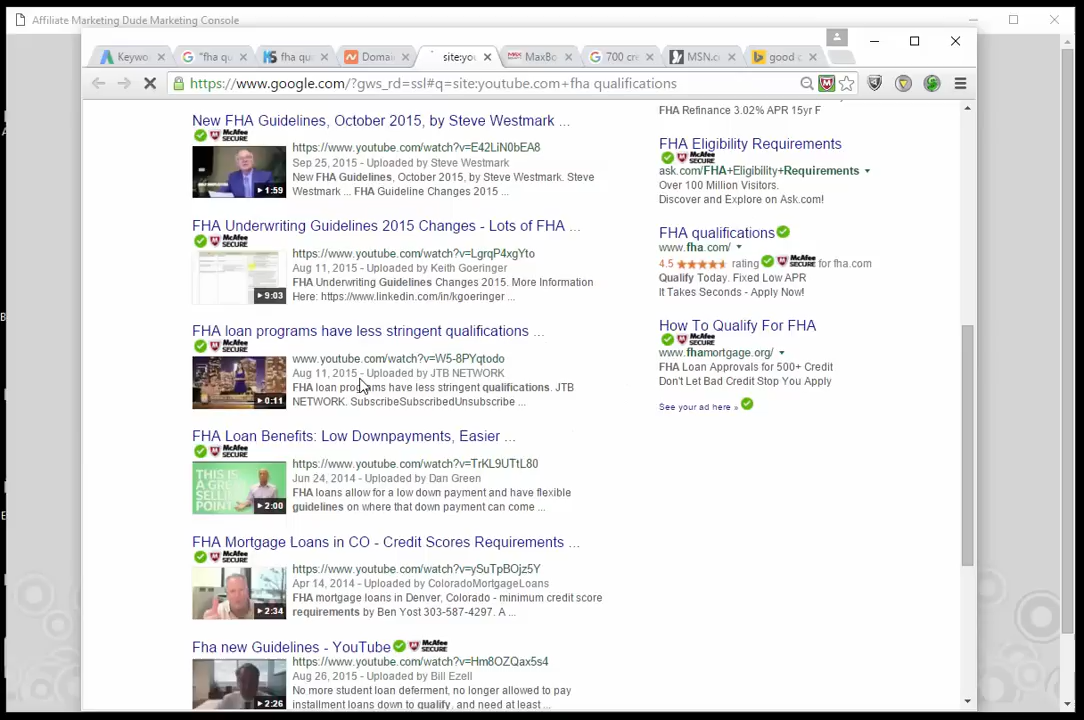 Affiliate Marketing Dude Marketing Console
Keywo
"fha qu
fha qua
Domai
site:you
MaxBo
700 cre
MSN.c
good c
https://www.google.com/?gws_rd=ssl#q=site:youtube.com+fha qualifications
New FHA Guidelines, October 2015, by Steve Westmark ...
McAfee SECURE
https://www.youtube.com/watch?v=E42LiN0bEA8
Sep 25, 2015 - Uploaded by Steve Westmark
New FHA Guidelines, October 2015, by Steve Westmark. Steve
Westmark ... FHA Guideline Changes 2015 ...
1:59
FHA Underwriting Guidelines 2015 Changes - Lots of FHA ...
McAfee SECURE
https://www.youtube.com/watch?v=LgrqP4xgYto
Aug 11, 2015 - Uploaded by Keith Goeringer
FHA Underwriting Guidelines Changes 2015. More Information
Here: https://www.linkedin.com/in/kgoeringer ...
9:03
FHA loan programs have less stringent qualifications ...
McAfee SECURE
www.youtube.com/watch?v=W5-8PYqtodo
Aug 11, 2015 - Uploaded by JTB NETWORK
FHA loan programs have less stringent qualifications. JTB
NETWORK. SubscribeSubscribedUnsubscribe ...
0:11
FHA Loan Benefits: Low Downpayments, Easier ...
McAfee SECURE
https://www.youtube.com/watch?v=TrKL9UTtL80
Jun 24, 2014 - Uploaded by Dan Green
FHA loans allow for a low down payment and have flexible
guidelines on where that down payment can come ...
THIS IS
A GRE
SELLI
POINT
2:00
FHA Mortgage Loans in CO - Credit Scores Requirements ...
McAfee SECURE
https://www.youtube.com/watch?v=ySuTpBOjz5Y
Apr 14, 2014 - Uploaded by ColoradoMortgageLoans
FHA mortgage loans in Denver, Colorado - minimum credit score
requirements by Ben Yost 303-587-4297. A ...
2:34
Fha new Guidelines - YouTube McAfee SECURE
https://www.youtube.com/watch?v=Hm8OZQax5s4
Aug 26, 2015 - Uploaded by Bill Ezell
No more student loan deferment, no longer allowed to pay
installment loans down to qualify, and need at least ...
2:26
FHA Refinance 3.02% APR 15yr F
FHA Eligibility Requirements
McAfee SECURE
ask.com/FHA+Eligibility+Requirements
Over 100 Million Visitors.
Discover and Explore on Ask.com!
FHA qualifications
www.fha.com/
4.5 rating McAfee SECURE for fha.com
Qualify Today. Fixed Low APR
It Takes Seconds - Apply Now!
How To Qualify For FHA
McAfee SECURE
www.fhamortgage.org/
FHA Loan Approvals for 500+ Credit
Don't Let Bad Credit Stop You Apply
See your ad here »